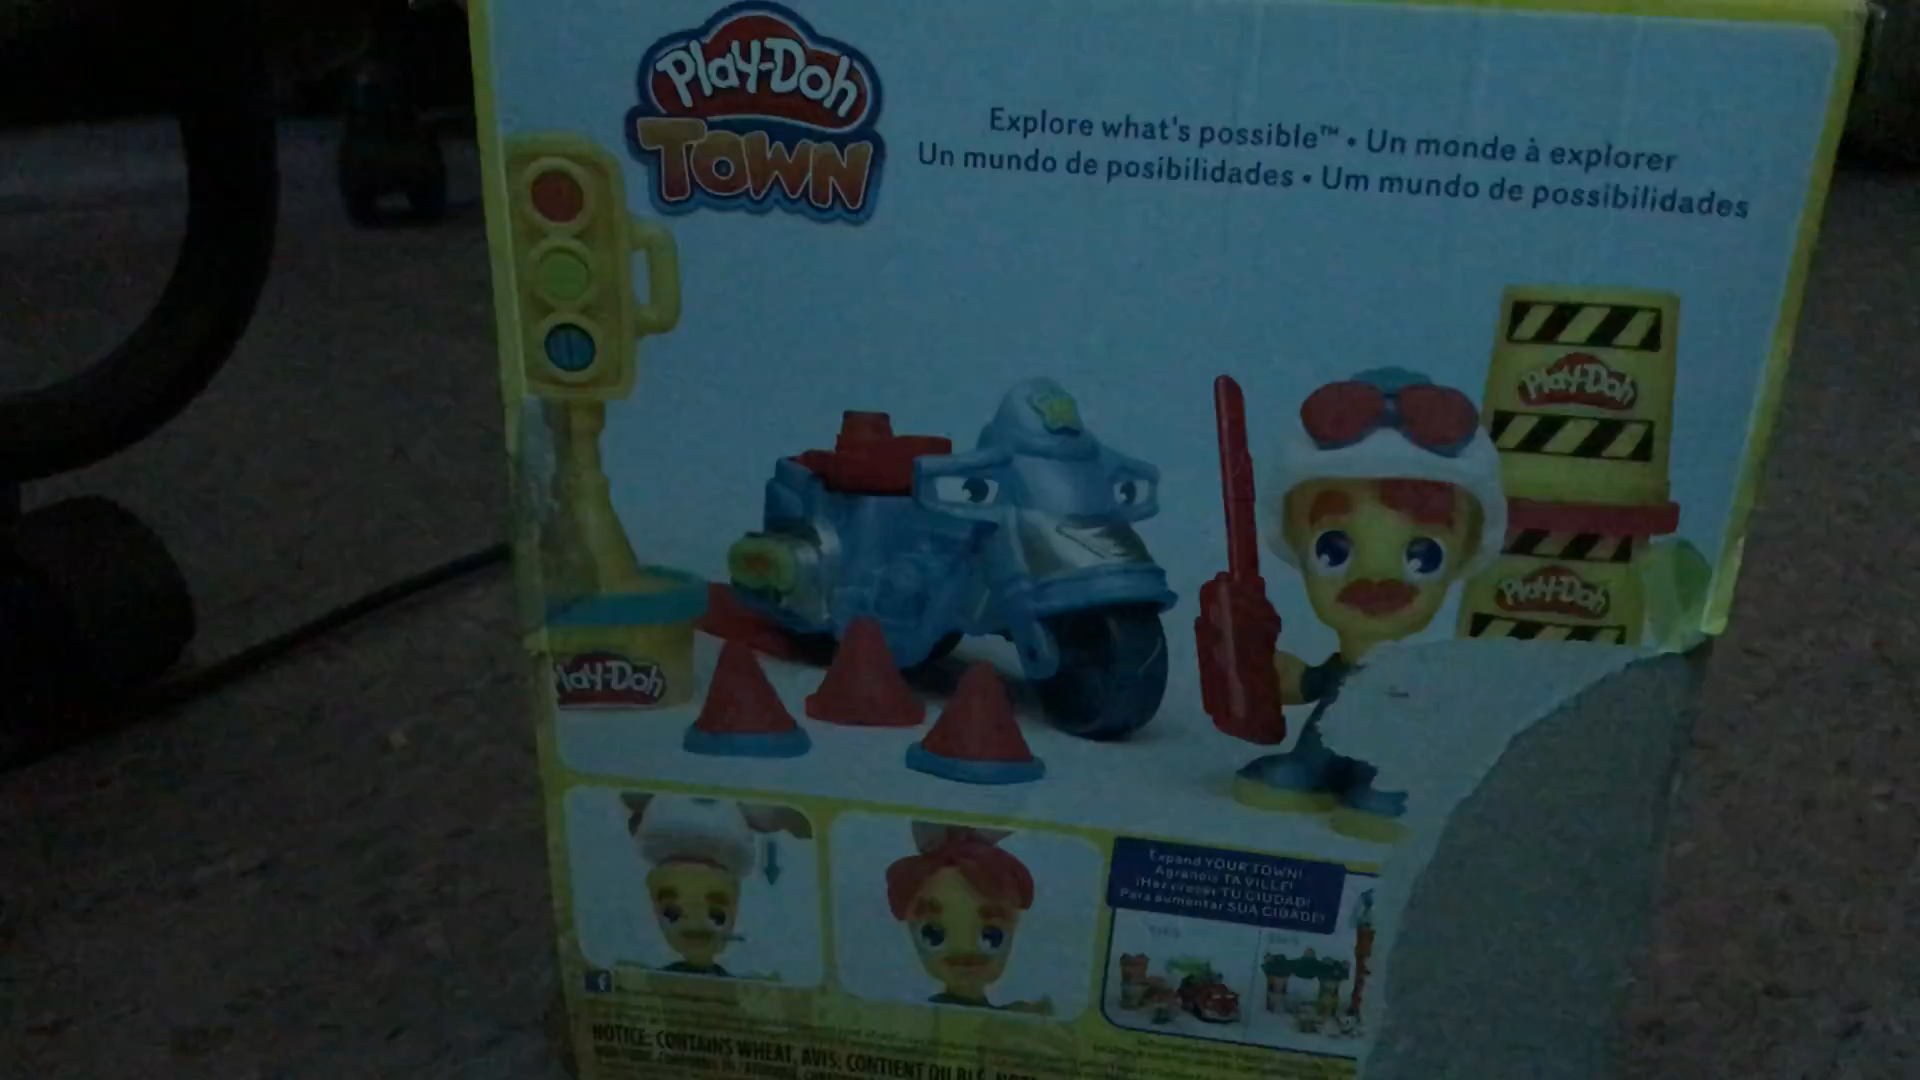 PLAY-DOH
TOWN
Explore what's possible™ • Un monde à explorer
Un mundo de posibilidades • Um mundo de possibilidades
Play-Doh
Play-Doh
Play-Doh
Expand YOUR TOWN!
Agrandis TA VILLE!
¡Haz crecer TU CIUDAD!
Para aumentar SUA CIDADE!
f
NOTICE: CONTAINS WHEAT. AVIS: CONTIENT DU BLÉ.